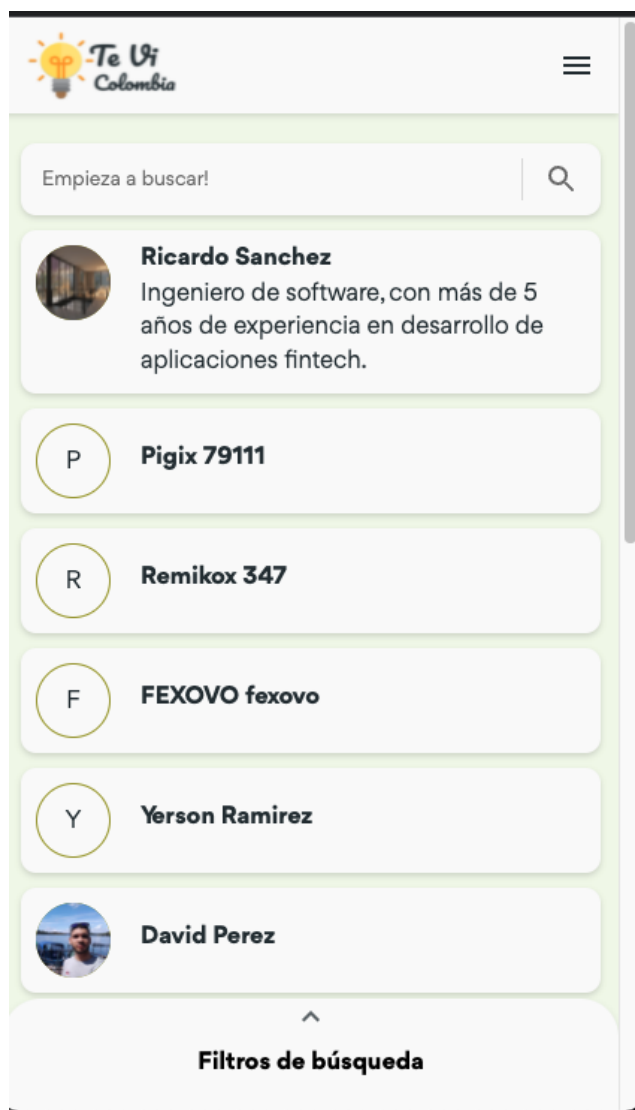 Te Vi
Colombia
Empieza a buscar!
Ricardo Sanchez
Ingeniero de software, con más de 5
años de experiencia en desarrollo de
aplicaciones fintech.
P
Pigix 79111
R
Remikox 347
F
FEXOVO fexovo
Y
Yerson Ramirez
David Perez
Filtros de búsqueda